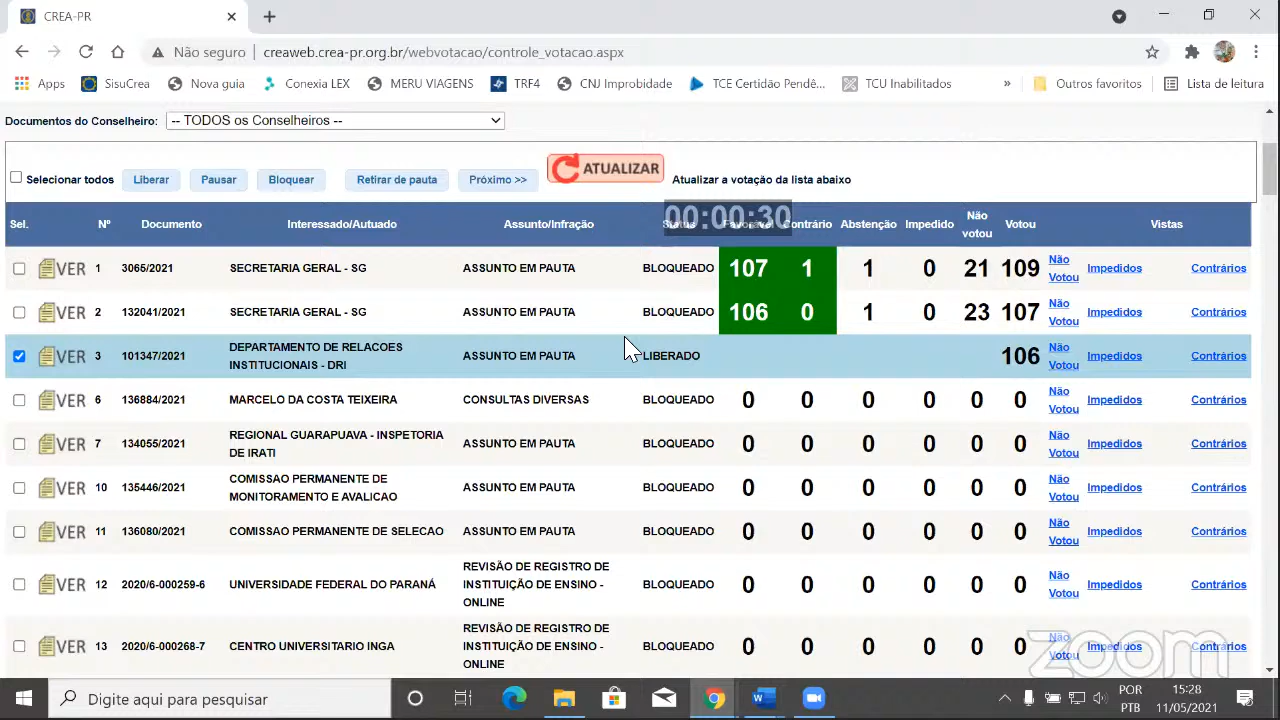 CREA-PR
Não seguro
creaweb.crea-pr.org.br/webvotacao/controle_votacao.aspx
Apps
SisuCrea
Nova guia
Conexia LEX
MERU VIAGENS
TRF4
CNJ Improbidade
TCE Certidão Pendê...
TCU Inabilitados
»
Outros favoritos
Lista de leitura
Documentos do Conselheiro: -- TODOS os Conselheiros --
Selecionar todos
Liberar
Pausar
Bloquear
Retirar de pauta
Próximo >>
ATUALIZAR
Atualizar a votação da lista abaixo
00:00:30
Sel. Nº Documento Interessado/Autuado Assunto/Infração Status Favorável Contrário Abstenção Impedido Não votou Votou Vistas
VER 1 3065/2021 SECRETARIA GERAL - SG ASSUNTO EM PAUTA BLOQUEADO 107 1 1 0 21 109 Não Votou Impedidos Contrários
VER 2 132041/2021 SECRETARIA GERAL - SG ASSUNTO EM PAUTA BLOQUEADO 106 0 1 0 23 107 Não Votou Impedidos Contrários
VER 3 101347/2021 DEPARTAMENTO DE RELACOES INSTITUCIONAIS - DRI ASSUNTO EM PAUTA LIBERADO 106 Não Votou Impedidos Contrários
VER 6 136884/2021 MARCELO DA COSTA TEIXEIRA CONSULTAS DIVERSAS BLOQUEADO 0 0 0 0 0 0 Não Votou Impedidos Contrários
VER 7 134055/2021 REGIONAL GUARAPUAVA - INSPETORIA DE IRATI ASSUNTO EM PAUTA BLOQUEADO 0 0 0 0 0 0 Não Votou Impedidos Contrários
VER 10 135446/2021 COMISSAO PERMANENTE DE MONITORAMENTO E AVALICAO ASSUNTO EM PAUTA BLOQUEADO 0 0 0 0 0 0 Não Votou Impedidos Contrários
VER 11 136080/2021 COMISSAO PERMANENTE DE SELECAO ASSUNTO EM PAUTA BLOQUEADO 0 0 0 0 0 0 Não Votou Impedidos Contrários
VER 12 2020/6-000259-6 UNIVERSIDADE FEDERAL DO PARANÁ REVISÃO DE REGISTRO DE INSTITUIÇÃO DE ENSINO - ONLINE BLOQUEADO 0 0 0 0 0 0 Não Votou Impedidos Contrários
VER 13 2020/6-000268-7 CENTRO UNIVERSITARIO INGA REVISÃO DE REGISTRO DE INSTITUIÇÃO DE ENSINO - ONLINE BLOQUEADO 0 0 0 0 0 0 Não Votou Impedidos Contrários
zoom
Digite aqui para pesquisar
POR
PTB
15:28
11/05/2021